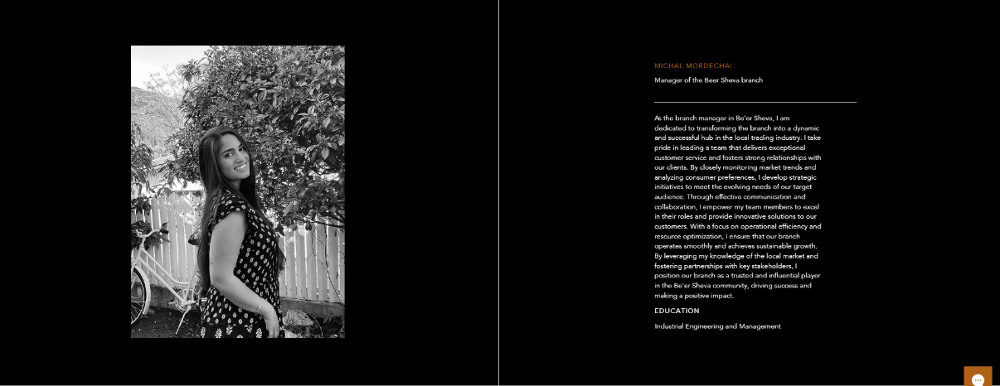 MICHAL MORDECHAI
Manager of the Beer Sheva branch
As the branch manager in Be'er Sheva, I am
dedicated to transforming the branch into a dynamic
and successful hub in the local trading industry. I take
pride in leading a team that delivers exceptional
customer service and fosters strong relationships with
our clients. By closely monitoring market trends and
analyzing consumer preferences, I develop strategic
initiatives to meet the evolving needs of our target
audience. Through effective communication and
collaboration, I empower my team members to excel
in their roles and provide innovative solutions to our
customers. With a focus on operational efficiency and
resource optimization, I ensure that our branch
operates smoothly and achieves sustainable growth.
By leveraging my knowledge of the local market and
fostering partnerships with key stakeholders, I
position our branch as a trusted and influential player
in the Be'er Sheva community, driving success and
making a positive impact.
EDUCATION
Industrial Engineering and Management